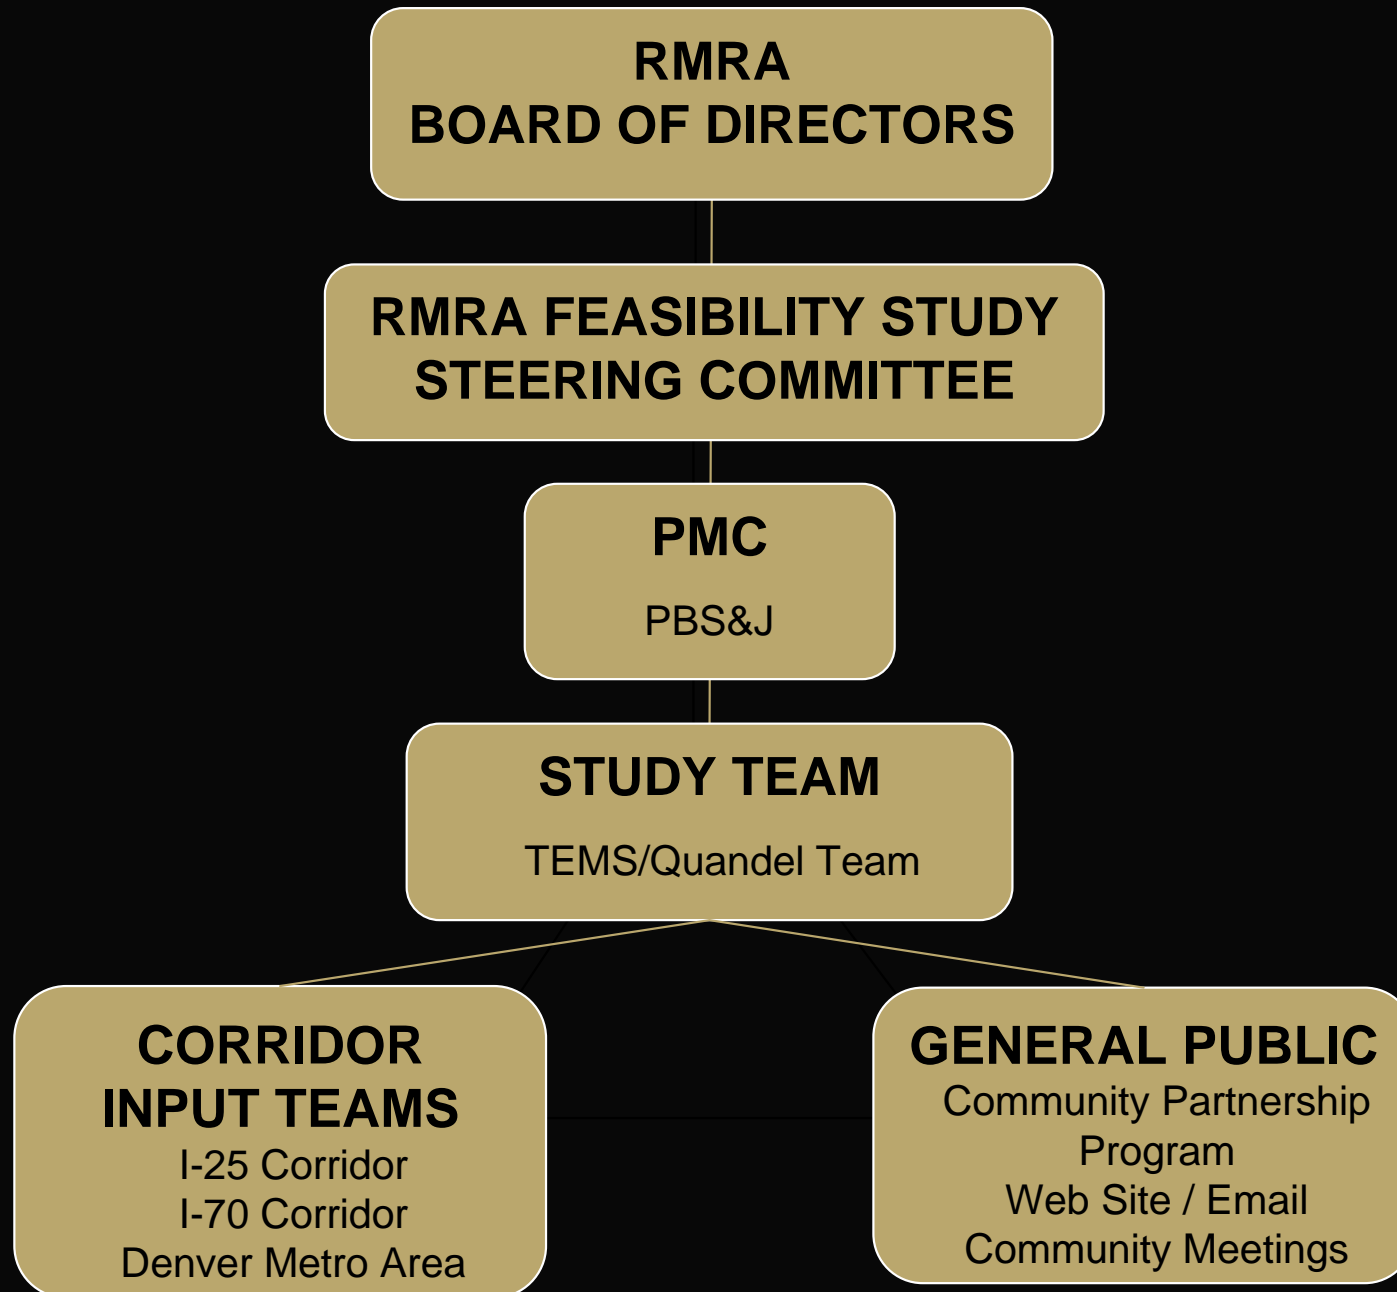 RMRA
BOARD OF DIRECTORS
RMRA FEASIBILITY STUDY
STEERING COMMITTEE
PMC
PBS&J
STUDY TEAM
TEMS/Quandel Team
CORRIDOR
INPUT TEAMS
I-25 Corridor
I-70 Corridor
Denver Metro Area
GENERAL PUBLIC
Community Partnership
Program
Web Site / Email
Community Meetings